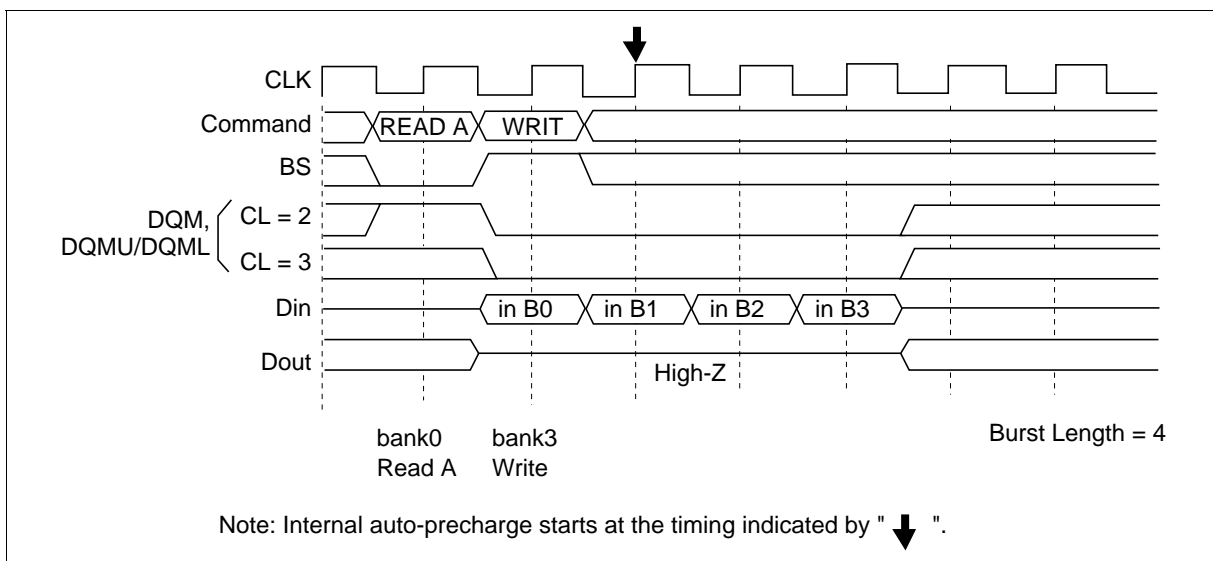 CLK
Command READ A WRIT
BS
DQM,
DQMU/DQML
CL = 2
CL = 3
Din in B0 in B1 in B2 in B3
Dout High-Z
bank0 bank3 Burst Length = 4
Read A Write
Note: Internal auto-precharge starts at the timing indicated by " ".